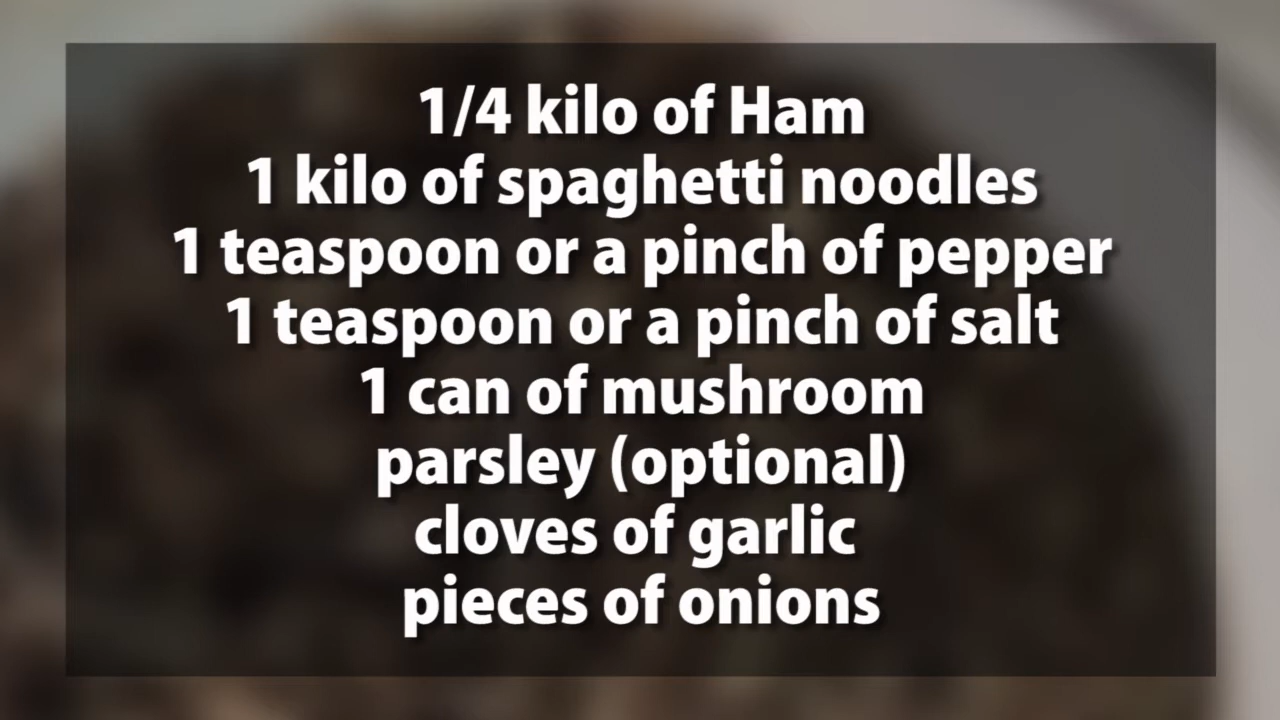 1/4 kilo of Ham
1 kilo of spaghetti noodles
1 teaspoon or a pinch of pepper
1 teaspoon or a pinch of salt
1 can of mushroom
parsley (optional)
cloves of garlic
pieces of onions